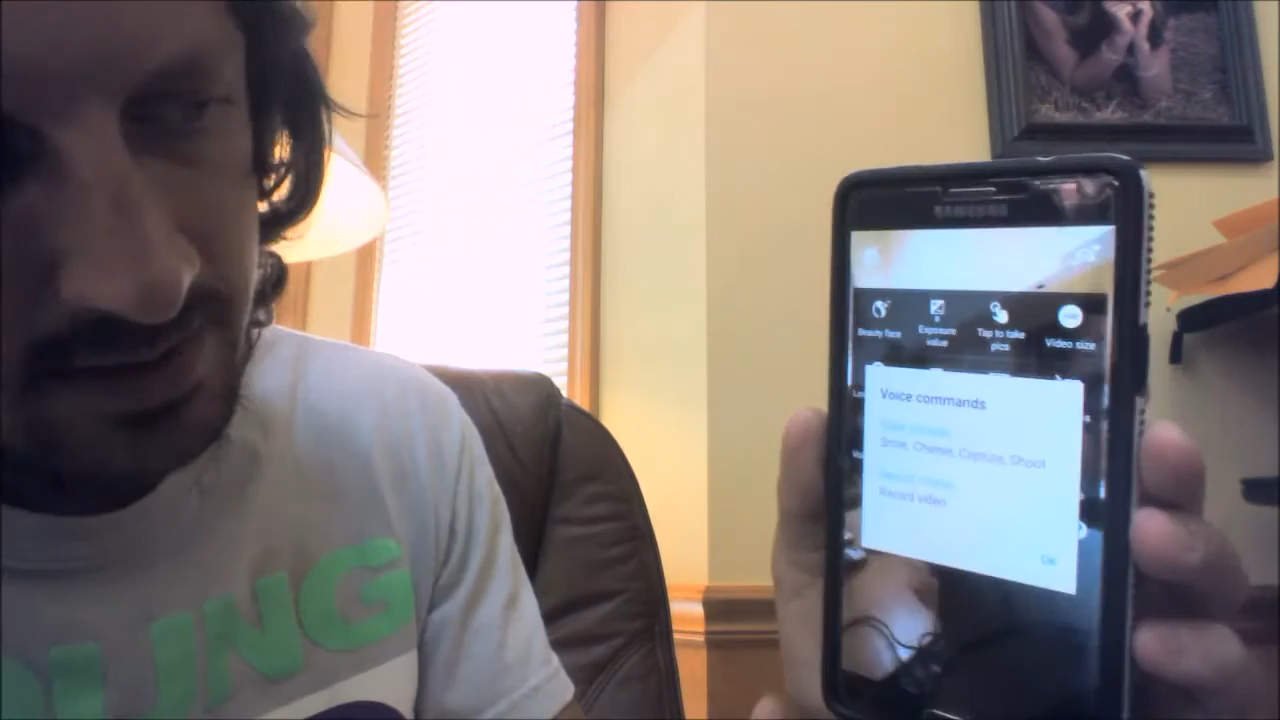 SAMSUNG
Beauty face
Exposure value
Tap to take pics
Video size
Voice commands
Smile, Cheese, Capture, Shoot
Record video
OK
UNG